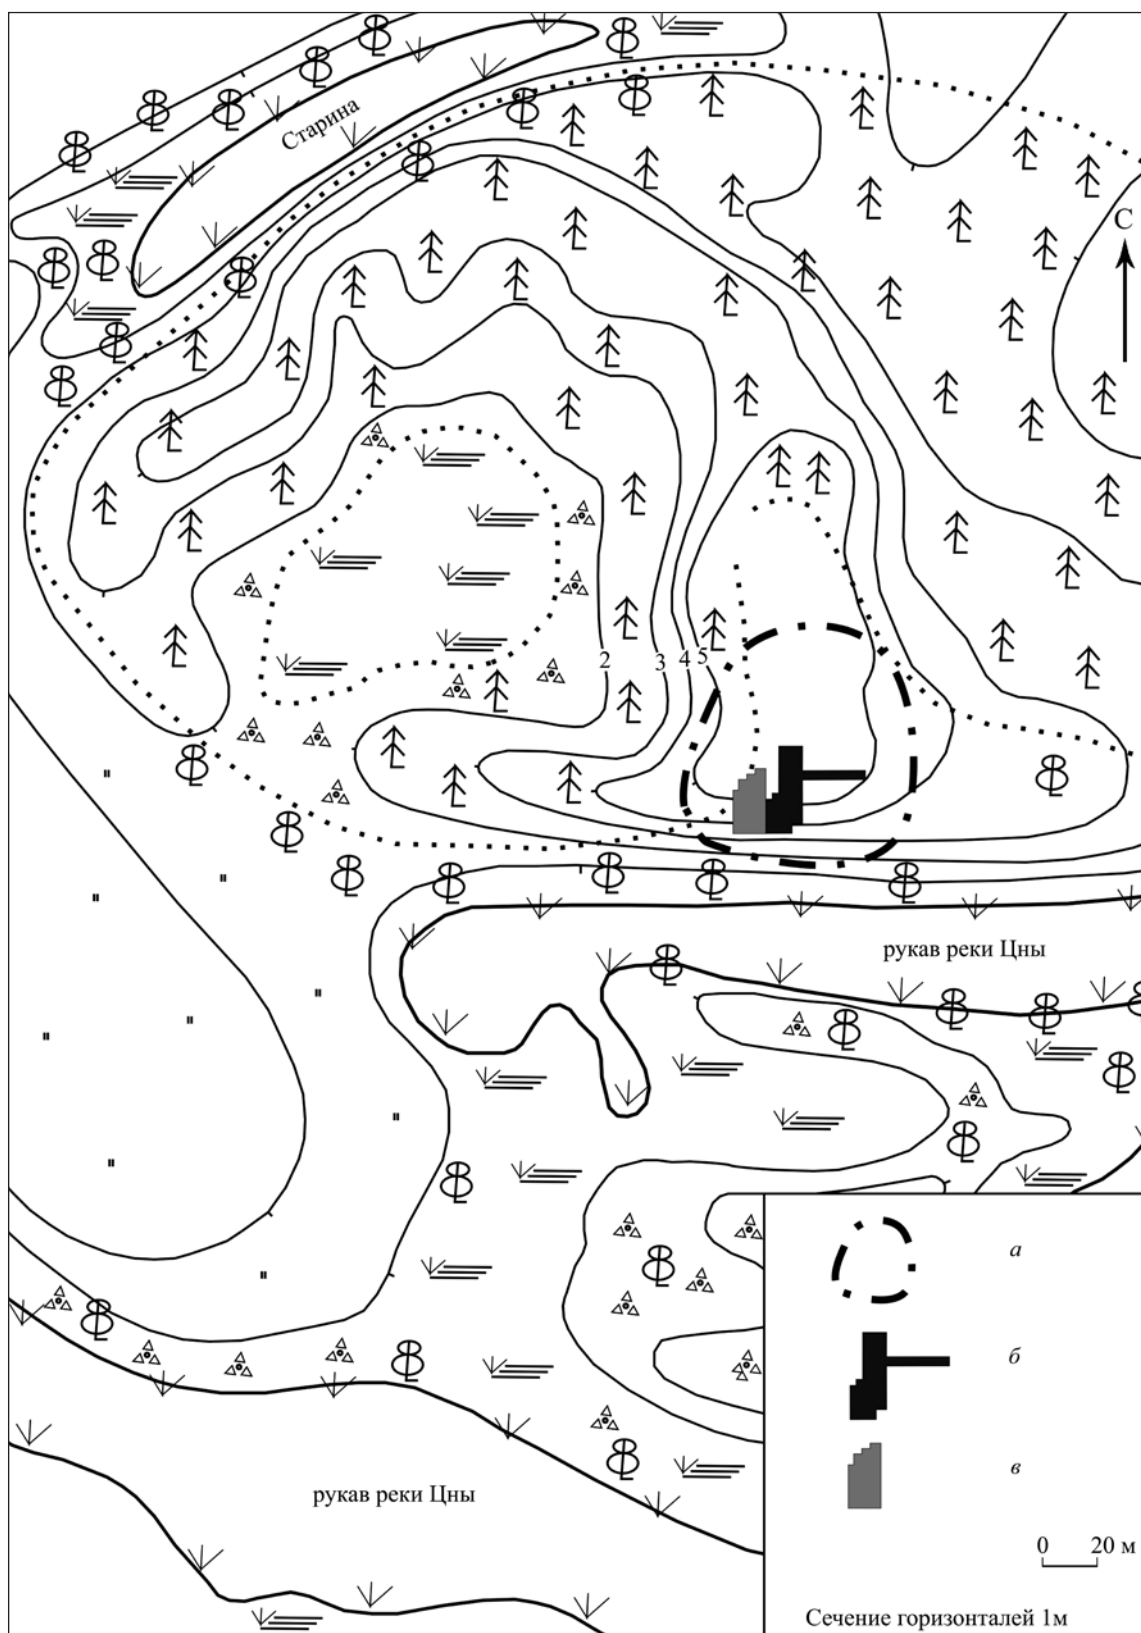 Старина
С
2 3 4 5
рукав реки Цны
а
б
рукав реки Цны
в
0 20 м
Сечение горизонталей 1м